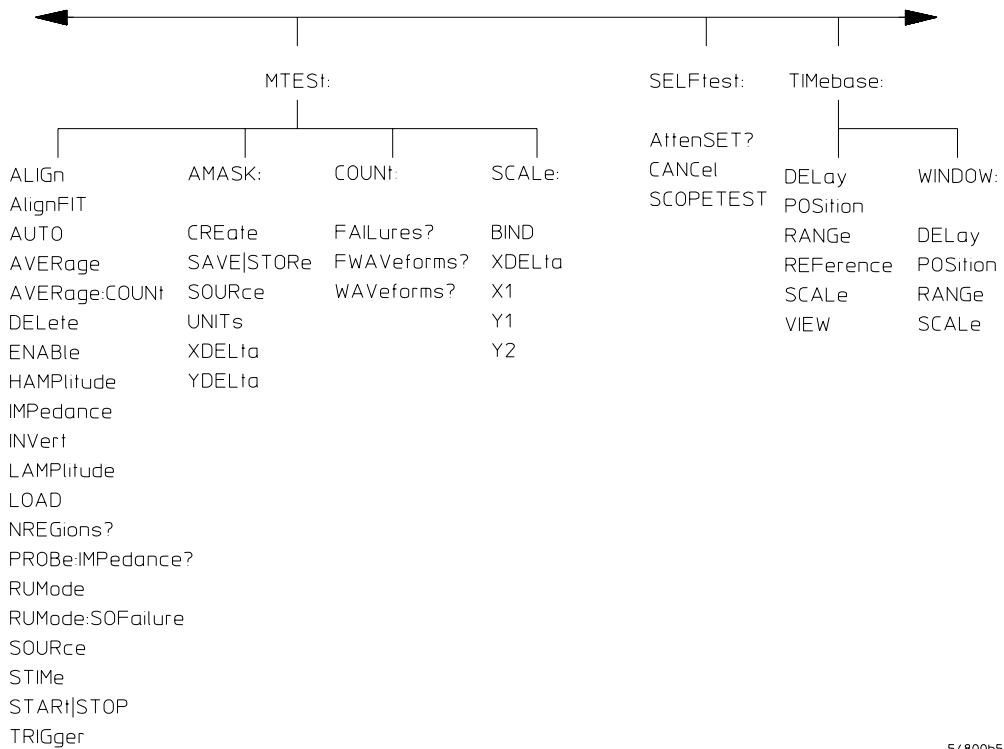 MTESt:
SELFtest:
TIMebase:
ALIGn
AlignFIT
AUTO
AVERage
AVERage:COUNt
DELete
ENABle
HAMPlitude
IMPedance
INVert
LAMPlitude
LOAD
NREGions?
PROBe:IMPedance?
RUMode
RUMode:SOFailure
SOURce
STIMe
STARt|STOP
TRIGger
AMASK:
CREate
SAVE|STORe
SOURce
UNITs
XDELta
YDELta
COUNt:
FAILures?
FWAVeforms?
WAVeforms?
SCALe:
BIND
XDELta
X1
Y1
Y2
AttenSET?
CANCel
SCOPETEST
DELay
POSition
RANGe
REFerence
SCALe
VIEW
WINDOW:
DELay
POSition
RANGe
SCALe
54800b5